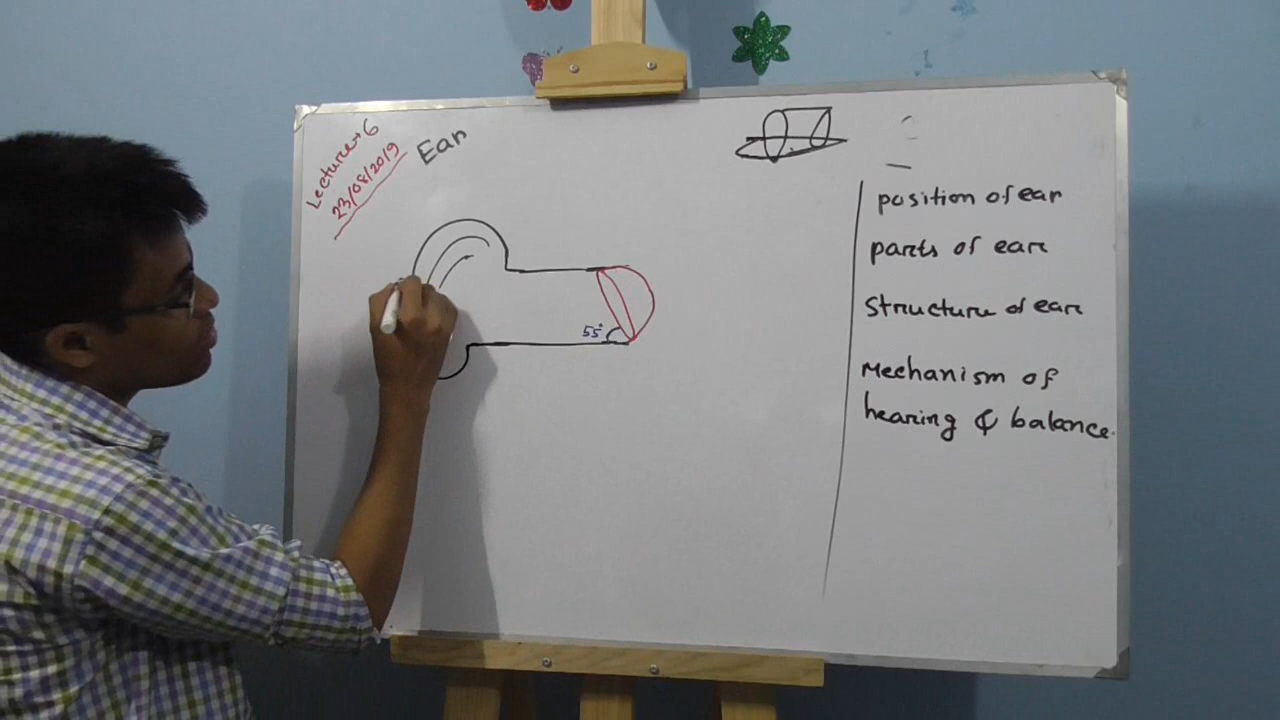 Lecture→6
23/08/2019
Ear
55°
position of ear
parts of ear
Structure of ear
Mechanism of
hearing & balance.